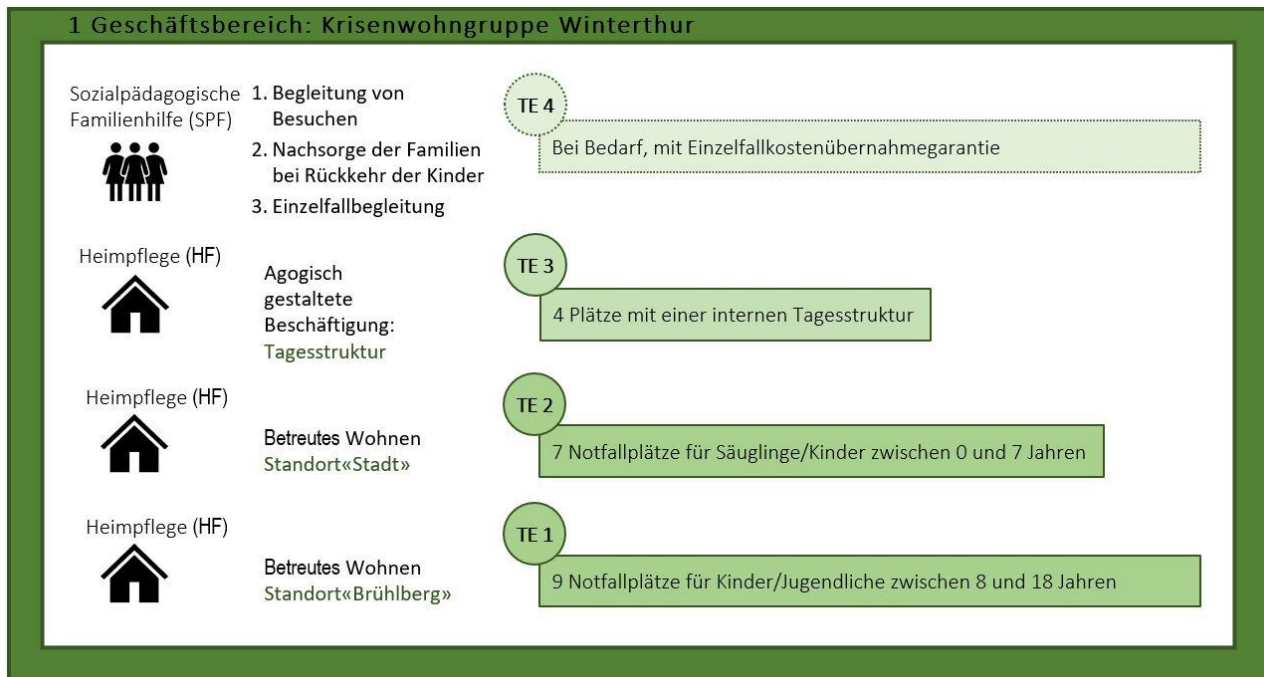 1 Geschäftsbereich: Krisenwohngruppe Winterthur
Sozialpädagogische
Familienhilfe (SPF)
1. Begleitung von
Besuchen
2. Nachsorge der Familien
bei Rückkehr der Kinder
3. Einzelfallbegleitung
TE 4
Bei Bedarf, mit Einzelfallkostenübernahmegarantie
Heimpflege (HF)
Agogisch
gestaltete
Beschäftigung:
Tagesstruktur
TE 3
4 Plätze mit einer internen Tagesstruktur
Heimpflege (HF)
Betreutes Wohnen
Standort«Stadt»
TE 2
7 Notfallplätze für Säuglinge/Kinder zwischen 0 und 7 Jahren
Heimpflege (HF)
Betreutes Wohnen
Standort«Brühlberg»
TE 1
9 Notfallplätze für Kinder/Jugendliche zwischen 8 und 18 Jahren